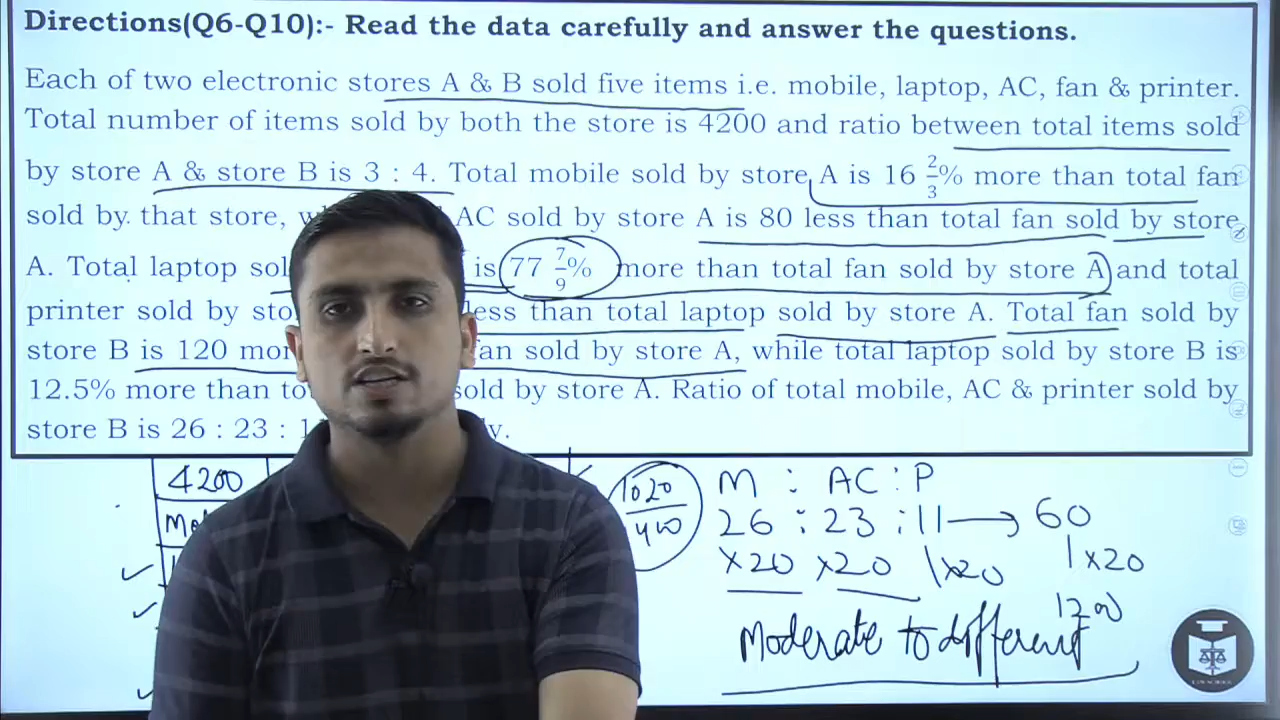 Directions(Q6-Q10):- Read the data carefully and answer the questions.
Each of two electronic stores A & B sold five items i.e. mobile, laptop, AC, fan & printer.
Total number of items sold by both the store is 4200 and ratio between total items sold
by store A & store B is 3 : 4. Total mobile sold by store A is 16 2/3% more than total fan
sold by that store, AC sold by store A is 80 less than total fan sold by store
A. Total laptop is 77 7/9% more than total fan sold by store A and total
printer sold by less than total laptop sold by store A. Total fan sold by
store B is 120 fan sold by store A, while total laptop sold by store B is
12.5% more than sold by store A. Ratio of total mobile, AC & printer sold by
store B is 26 : 23 :
4200
1020
M : AC : P
26 : 23 : 11 → 60
×20 ×20 ×20 ×20
1200
Moderate to different